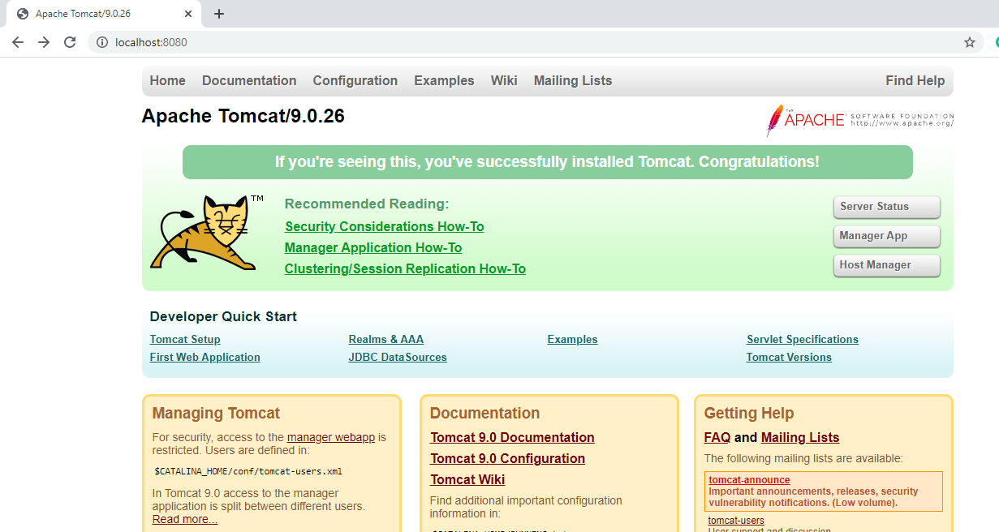 Apache Tomcat/9.0.26
localhost:8080
Home Documentation Configuration Examples Wiki Mailing Lists Find Help
Apache Tomcat/9.0.26
THE APACHE SOFTWARE FOUNDATION
http://www.apache.org/
If you're seeing this, you've successfully installed Tomcat. Congratulations!
TM
Recommended Reading:
Security Considerations How-To
Manager Application How-To
Clustering/Session Replication How-To
Server Status
Manager App
Host Manager
Developer Quick Start
Tomcat Setup
First Web Application
Realms & AAA
JDBC DataSources
Examples
Servlet Specifications
Tomcat Versions
Managing Tomcat
For security, access to the manager webapp is
restricted. Users are defined in:
$CATALINA_HOME/conf/tomcat-users.xml
In Tomcat 9.0 access to the manager
application is split between different users.
Read more...
Documentation
Tomcat 9.0 Documentation
Tomcat 9.0 Configuration
Tomcat Wiki
Find additional important configuration
information in:
Getting Help
FAQ and Mailing Lists
The following mailing lists are available:
tomcat-announce
Important announcements, releases, security
vulnerability notifications. (Low volume).
tomcat-users
User support and discussion